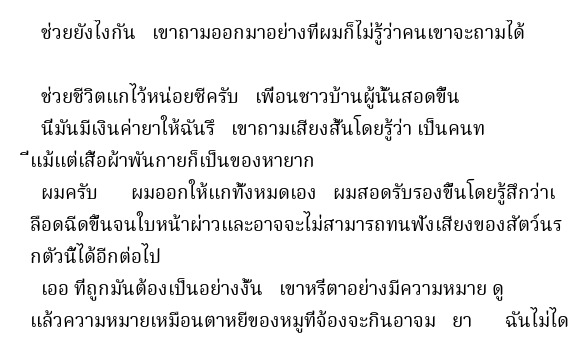 ช่วยยังไงกัน เขาถามออกมาอย่างที่ผมก็ไม่รู้ว่าคนเขาจะถามได้
ช่วยชีวิตแกไว้หน่อยซีครับ เพื่อนชาวบ้านผู้นั้นสอดขึ้น
นี่มันมีเงินค่ายาให้ฉันรึ เขาถามเสียงสั้นโดยรู้ว่า เป็นคนท
ี่แม้แต่เสื้อผ้าพันกายก็เป็นของหายาก
ผมครับ ผมออกให้แกทั้งหมดเอง ผมสอดรับรองขึ้นโดยรู้สึกว่าเ
ลือดฉีดขึ้นจนใบหน้าผ่าวและอาจจะไม่สามารถทนฟังเสียงของสัตว์นร
กตัวนี้ได้อีกต่อไป
เออ ที่ถูกมันต้องเป็นอย่างงั้น เขาหรี่ตาอย่างมีความหมาย ดู
แล้วความหมายเหมือนตาหยีของหมูที่จ้องจะกินอาจม ยา ฉันไม่ได